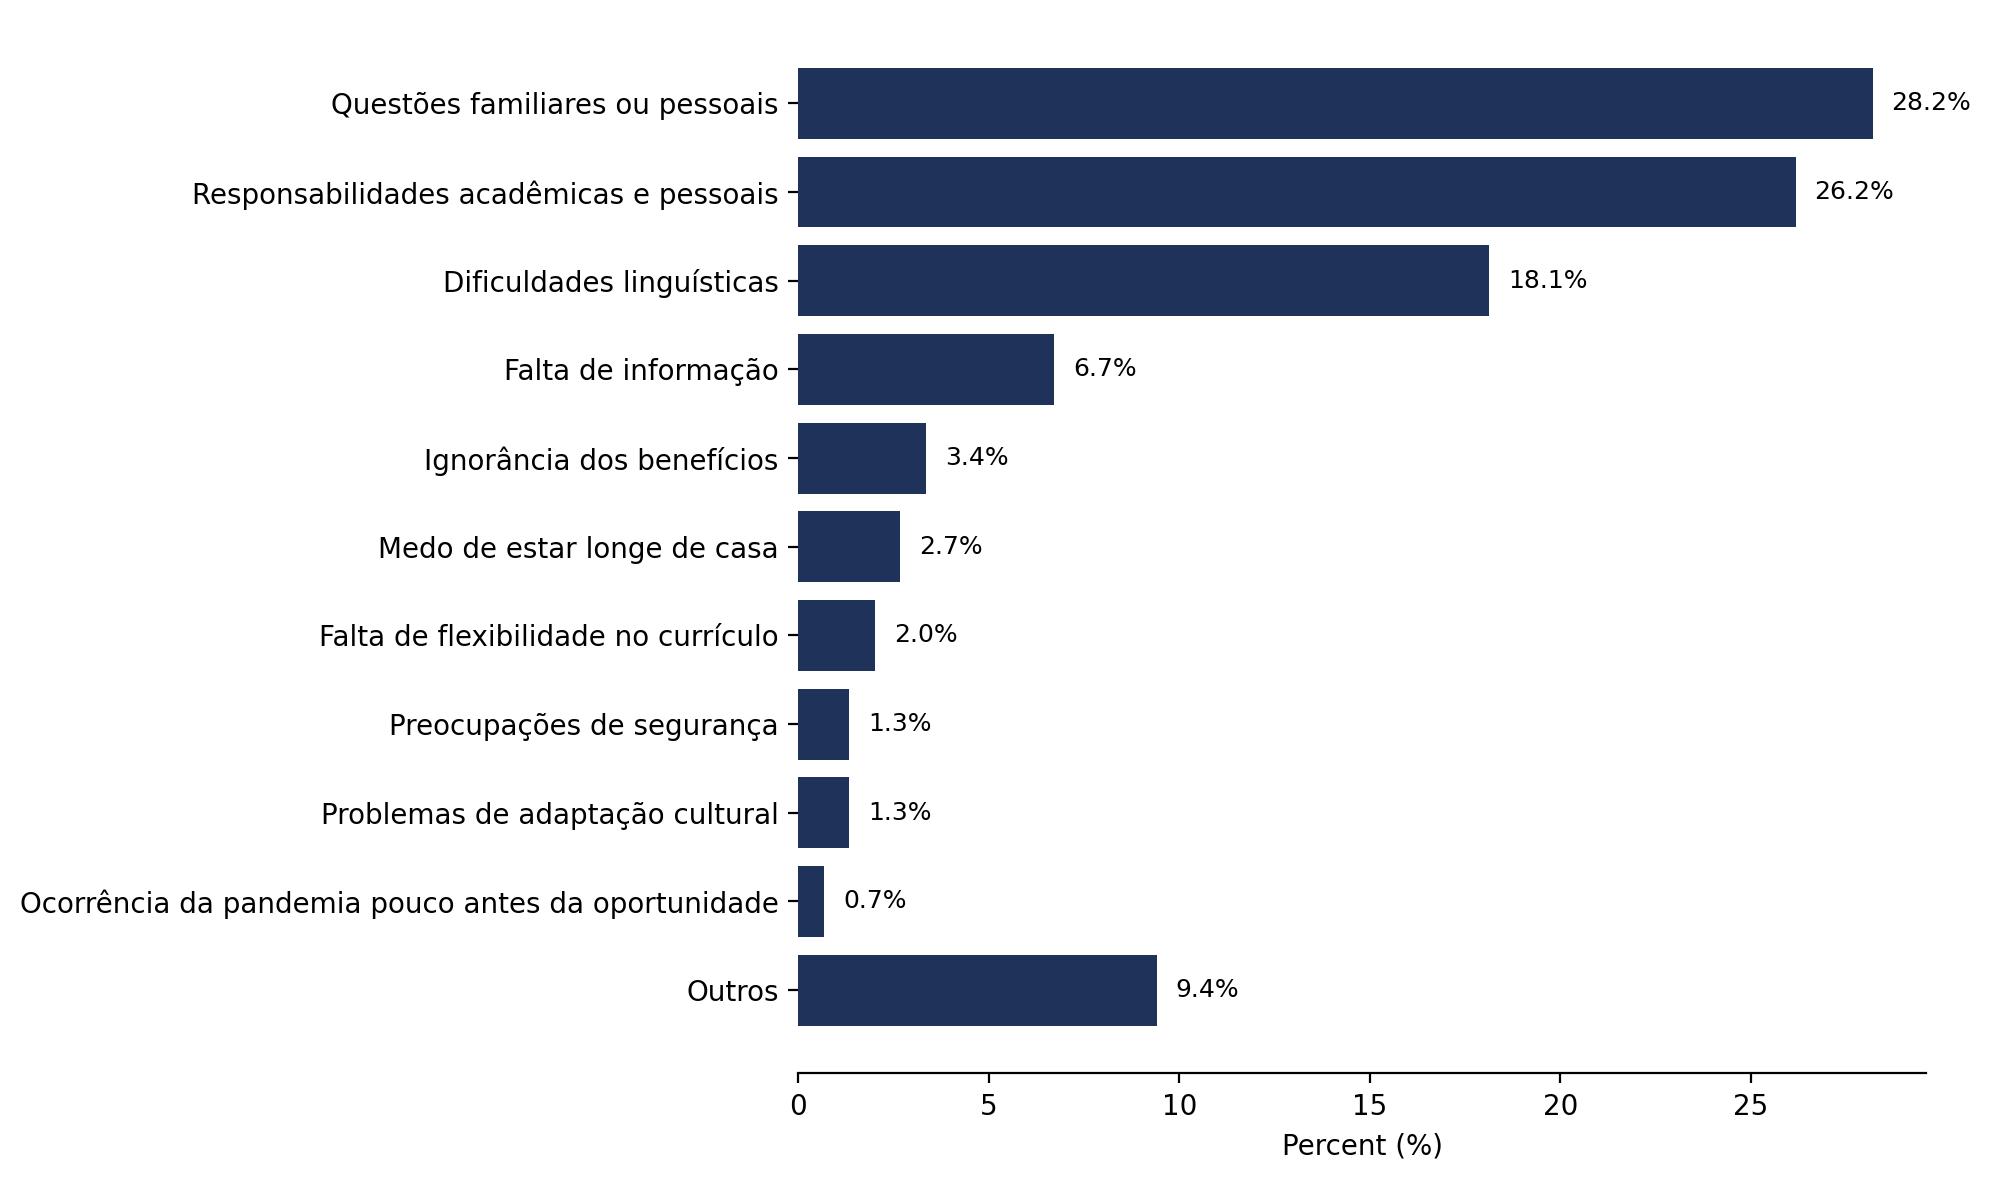 Questões familiares ou pessoais 28.2%
Responsabilidades acadêmicas e pessoais 26.2%
Dificuldades linguísticas 18.1%
Falta de informação 6.7%
Ignorância dos benefícios 3.4%
Medo de estar longe de casa 2.7%
Falta de flexibilidade no currículo 2.0%
Preocupações de segurança 1.3%
Problemas de adaptação cultural 1.3%
Ocorrência da pandemia pouco antes da oportunidade 0.7%
Outros 9.4%
0 5 10 15 20 25
Percent (%)